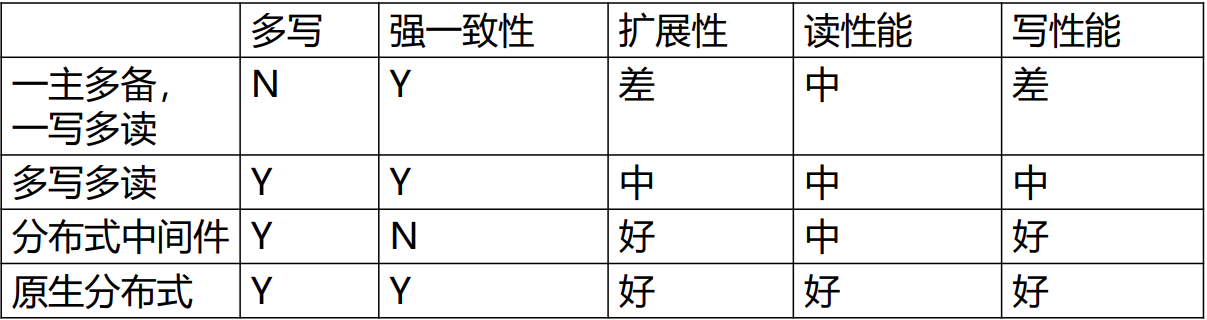 多写 强一致性 扩展性 读性能 写性能
一主多备， N Y 差 中 差
一写多读
多写多读 Y Y 中 中 中
分布式中间件 Y N 好 中 好
原生分布式 Y Y 好 好 好